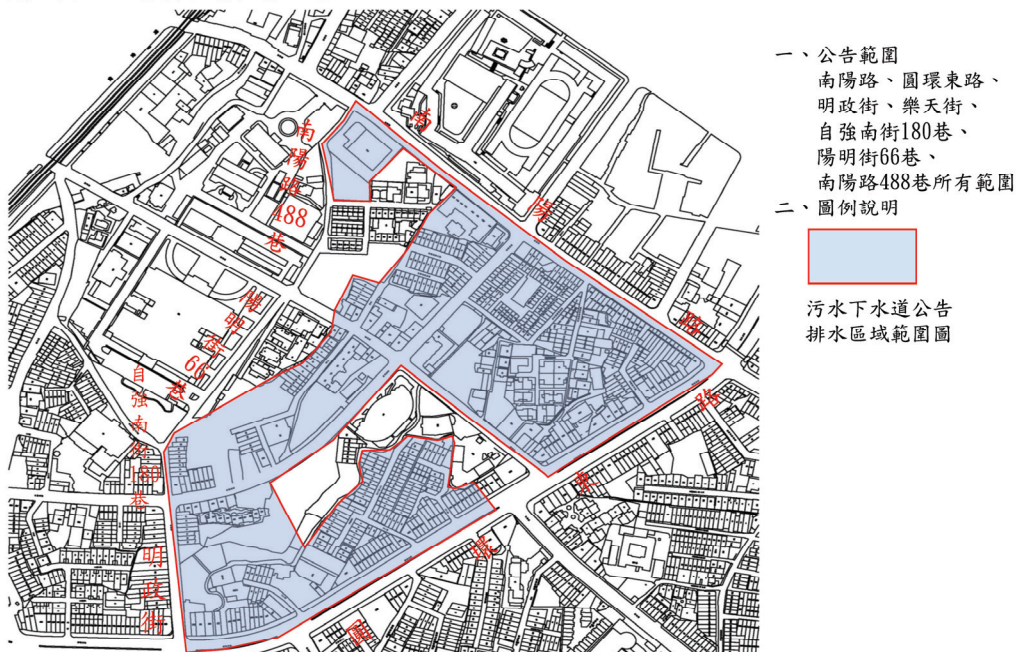 一、公告範圍
南陽路、圓環東路、
明政街、樂天街、
自強南街180巷、
陽明街66巷、
南陽路488巷所有範圍
二、圖例說明
污水下水道公告
排水區域範圍圖
南陽路
南陽路488巷
陽明街66巷
自強南街180巷
明政街
圓環東路